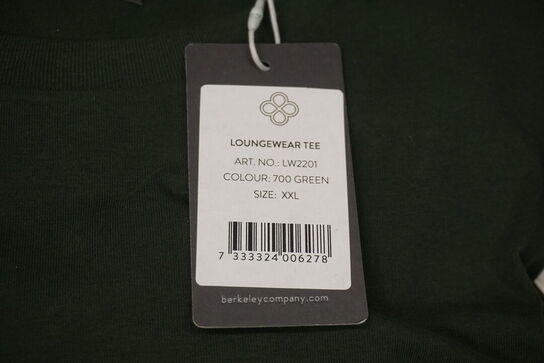 LOUNGEWEAR TEE
ART. NO.: LW2201
COLOUR: 700 GREEN
SIZE: XXL
7 333324 006278
berkeleycompany.com